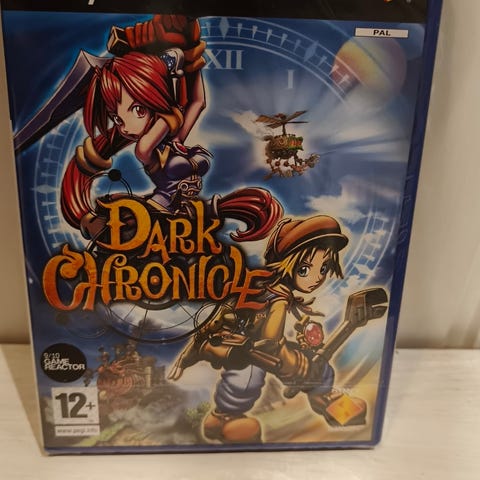 PAL
XII
I
DARK
CHRONICLE
9/10
GAME
REACTOR
12+
www.pegi.info